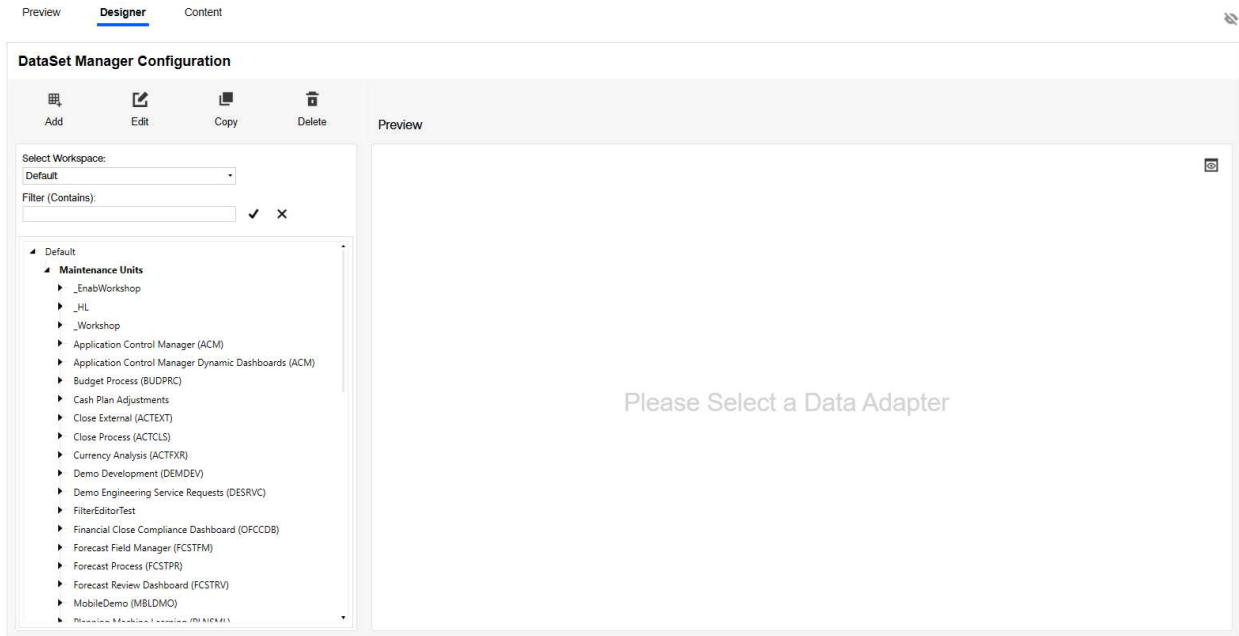 Preview Designer Content
DataSet Manager Configuration
Add Edit Copy Delete
Preview
Select Workspace:
Default
Filter (Contains):
Default
Maintenance Units
_EnabWorkshop
_HL
_Workshop
Application Control Manager (ACM)
Application Control Manager Dynamic Dashboards (ACM)
Budget Process (BUDPRC)
Cash Plan Adjustments
Close External (ACTEXT)
Close Process (ACTCLS)
Currency Analysis (ACTFXR)
Demo Development (DEMDEV)
Demo Engineering Service Requests (DESRVC)
FilterEditorTest
Financial Close Compliance Dashboard (OFCCDB)
Forecast Field Manager (FCSTFM)
Forecast Process (FCSTPR)
Forecast Review Dashboard (FCSTRV)
MobileDemo (MBLDMO)
Planning Machine Learning (PLNSML)
Please Select a Data Adapter